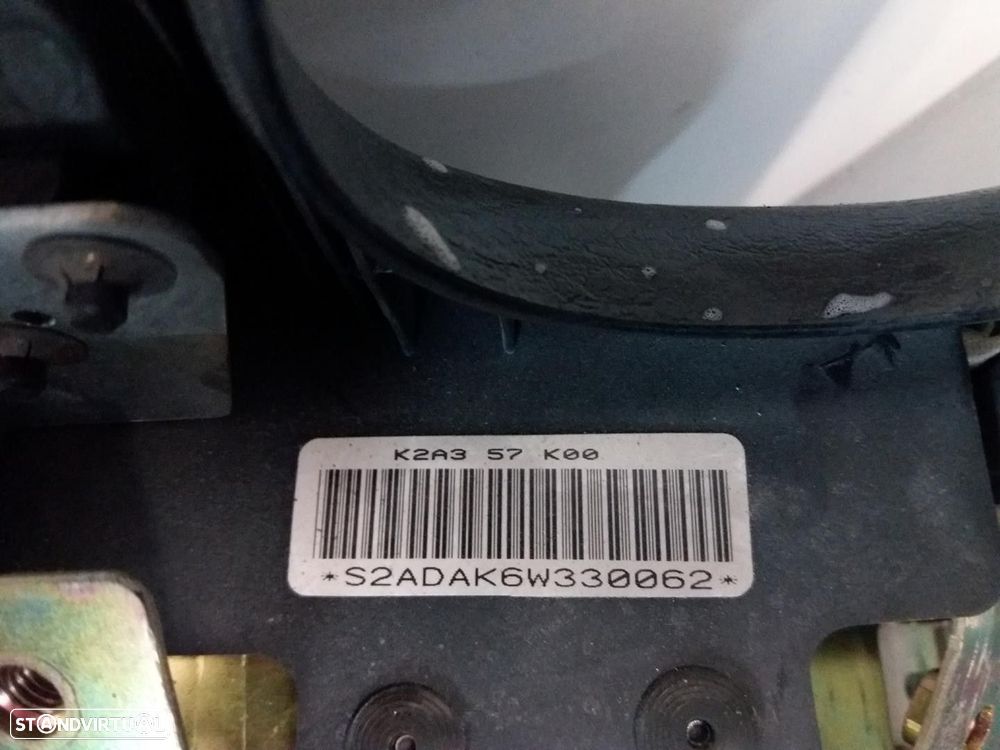 K2A3 57 K00
*S2ADAK6W330062*
STANDVIRTUAL